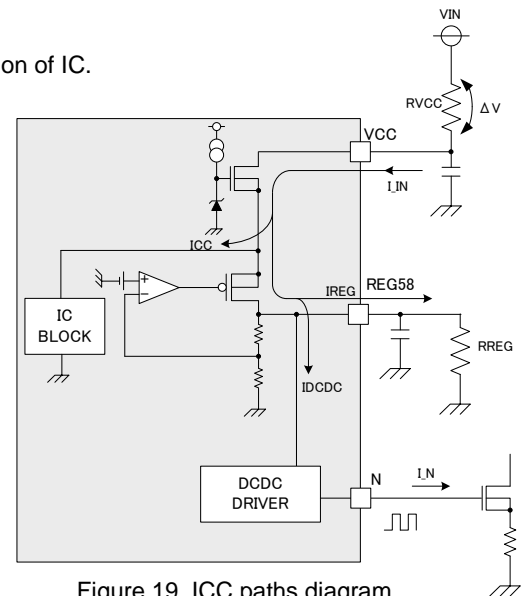 on of IC.
VIN
RVCC
ΔV
VCC
I_IN
ICC
IREG
REG58
+
−
IC
BLOCK
RREG
IDCDC
DCDC
DRIVER
N
I_N
Figure 19. ICC paths diagram